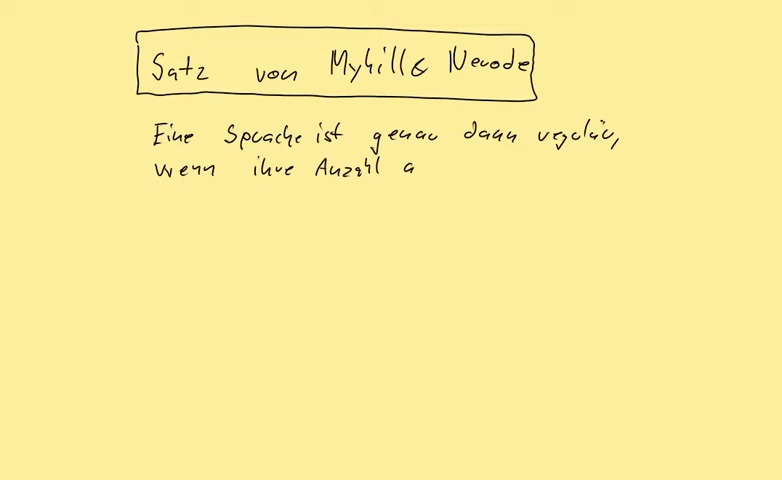 Satz von Myhill & Nerode
Eine Sprache ist genau dann regulär,
wenn ihre Anzahl a